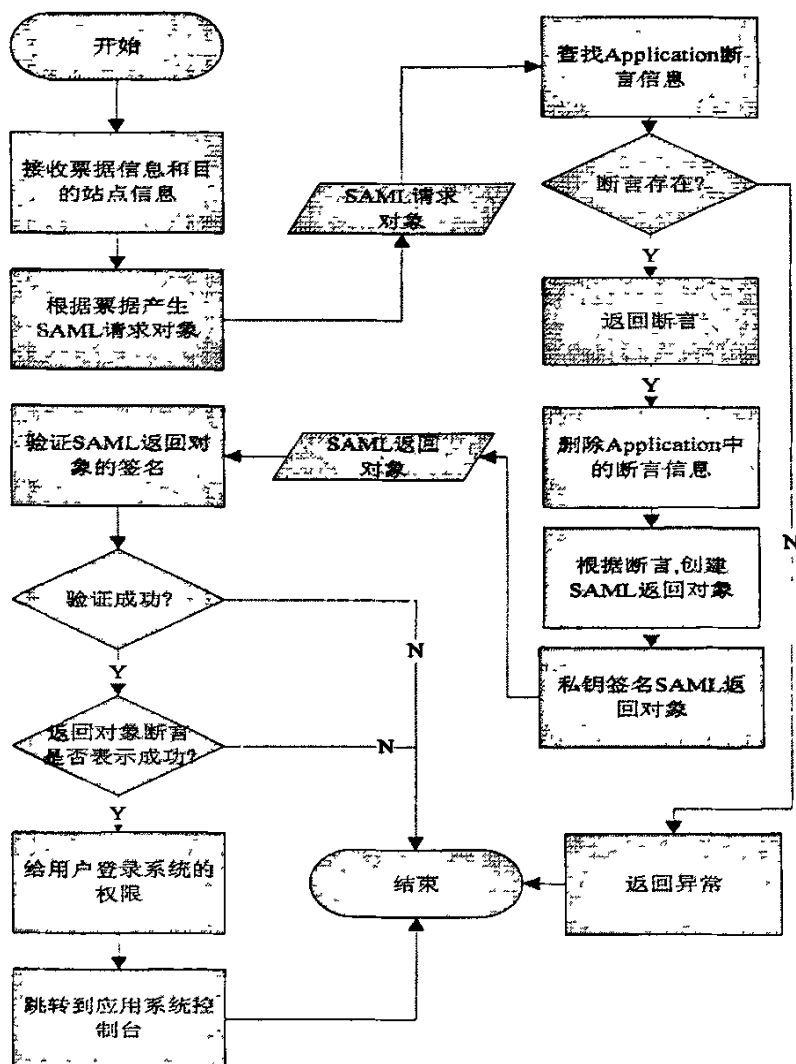 开始
接收票据信息和目
的站点信息
根据票据产生
SAML请求对象
SAML请求
对象
查找Application断
言信息
断言存在?
Y
返回断言
Y
删除Application中
的断言信息
N
根据断言,创建
SAML返回对象
私钥签名SAML返
回对象
SAML返回
对象
验证SAML返回对
象的签名
验证成功?
N
Y
返回对象断言
是否表示成功?
N
Y
给用户登录系统的
权限
跳转到应用系统控
制台
返回异常
结束